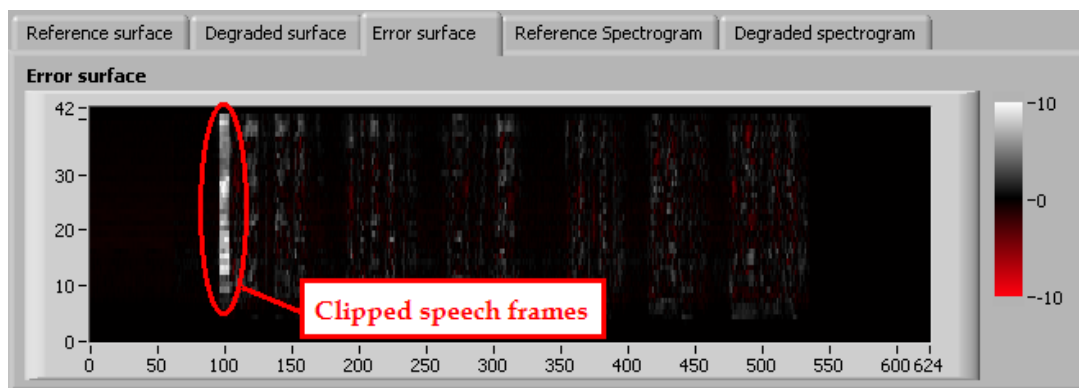 Reference surface Degraded surface Error surface Reference Spectrogram Degraded spectrogram
Error surface
42
30
20
10
0
0 50 100 150 200 250 300 350 400 450 500 550 600 624
Clipped speech frames
-10
-0
--10